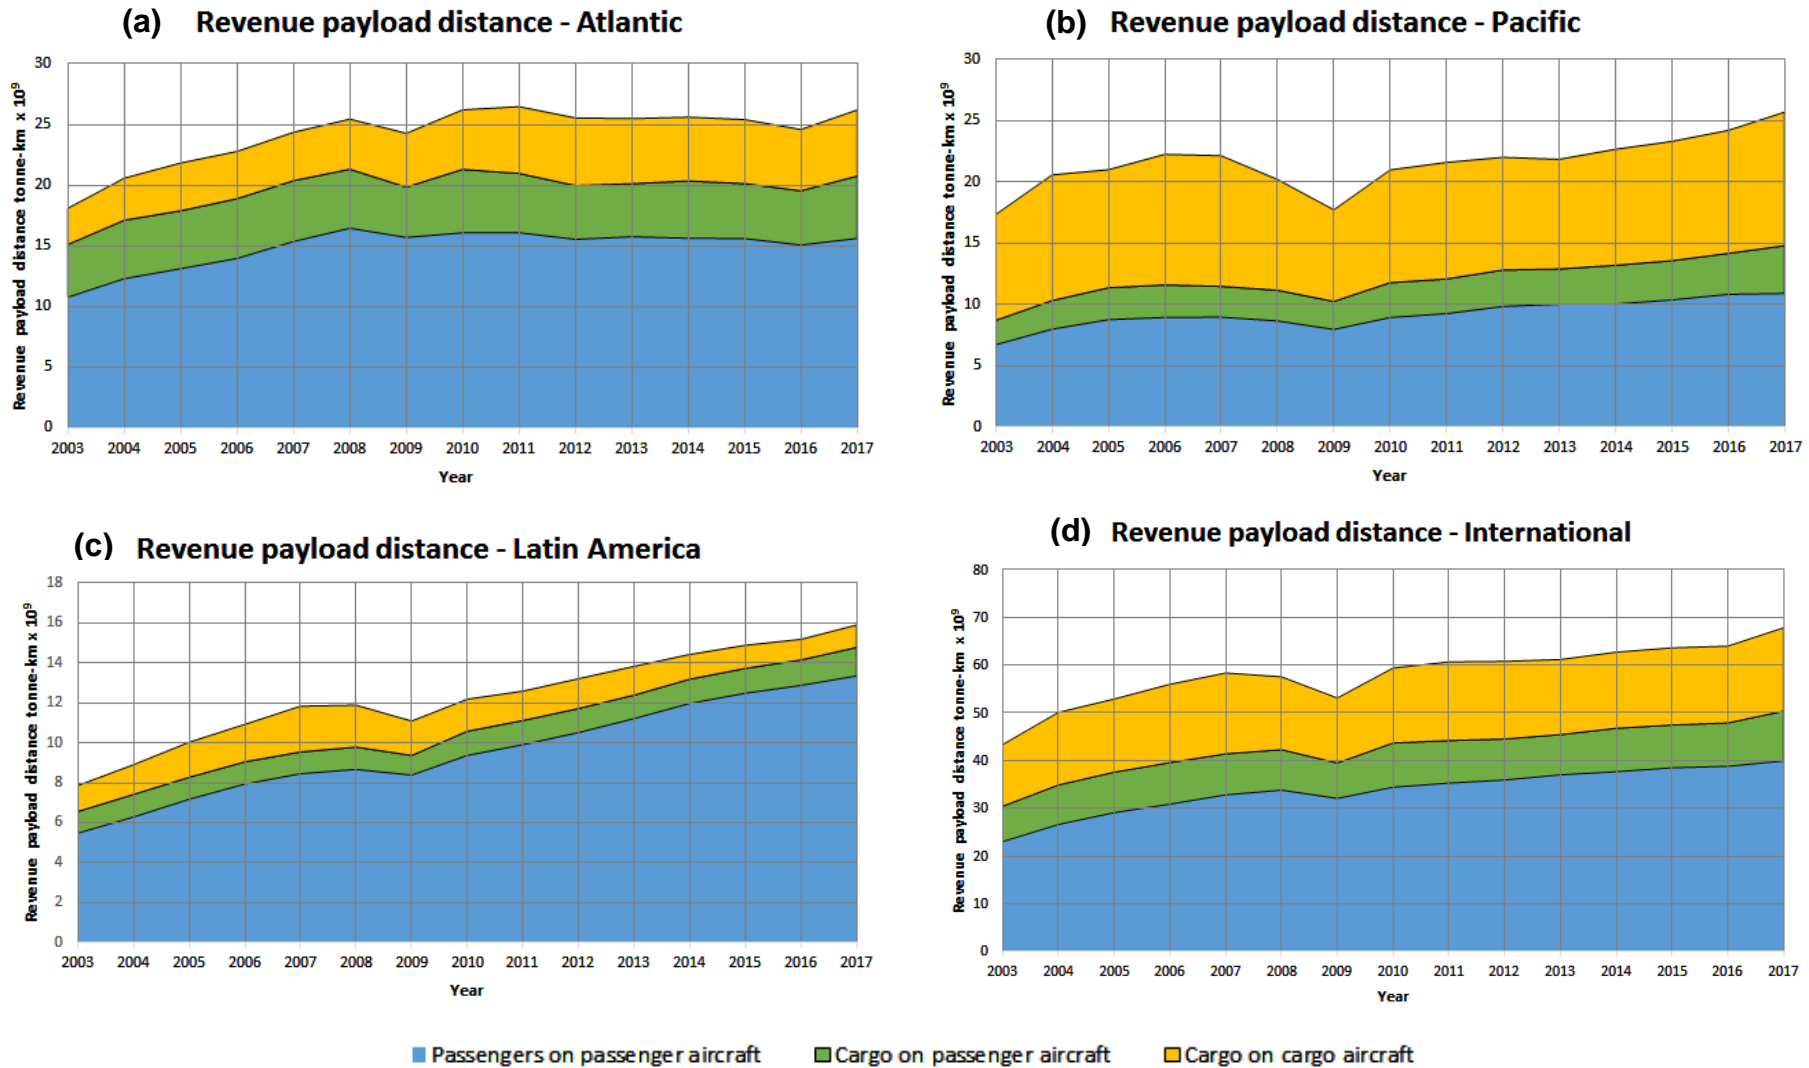 (a) Revenue payload distance - Atlantic
Revenue payload distance tonne-km x 10⁹
30
25
20
15
10
5
0
2003 2004 2005 2006 2007 2008 2009 2010 2011 2012 2013 2014 2015 2016 2017
Year
(b) Revenue payload distance - Pacific
Revenue payload distance tonne-km x 10⁹
30
25
20
15
10
5
0
2003 2004 2005 2006 2007 2008 2009 2010 2011 2012 2013 2014 2015 2016 2017
Year
(c) Revenue payload distance - Latin America
Revenue payload distance tonne-km x 10⁹
18
16
14
12
10
8
6
4
2
0
2003 2004 2005 2006 2007 2008 2009 2010 2011 2012 2013 2014 2015 2016 2017
Year
(d) Revenue payload distance - International
Revenue payload distance tonne-km x 10⁹
80
70
60
50
40
30
20
10
0
2003 2004 2005 2006 2007 2008 2009 2010 2011 2012 2013 2014 2015 2016 2017
Year
Passengers on passenger aircraft Cargo on passenger aircraft Cargo on cargo aircraft